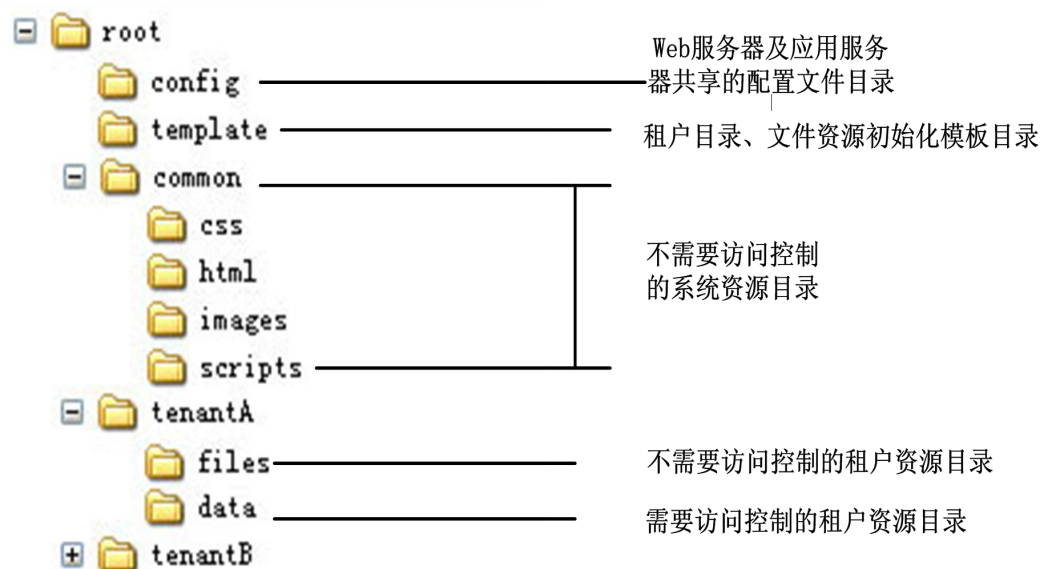 root
Web服务器及应用服务
器共享的配置文件目录
config
template
租户目录、文件资源初始化模板目录
common
css
html
images
scripts
不需要访问控制
的系统资源目录
tenantA
files
不需要访问控制的租户资源目录
data
需要访问控制的租户资源目录
tenantB